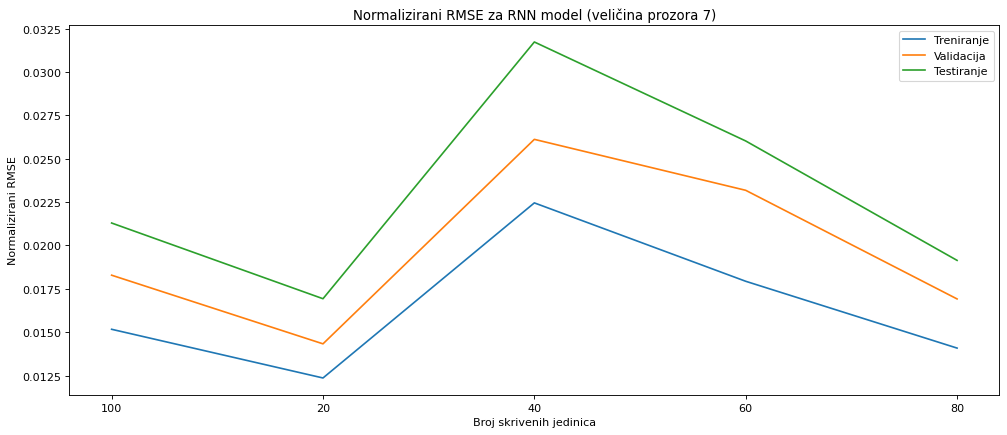 Normalizirani RMSE za RNN model (veličina prozora 7)
Treniranje
Validacija
Testiranje
Normalizirani RMSE
0.0325
0.0300
0.0275
0.0250
0.0225
0.0200
0.0175
0.0150
0.0125
100 20 40 60 80
Broj skrivenih jedinica